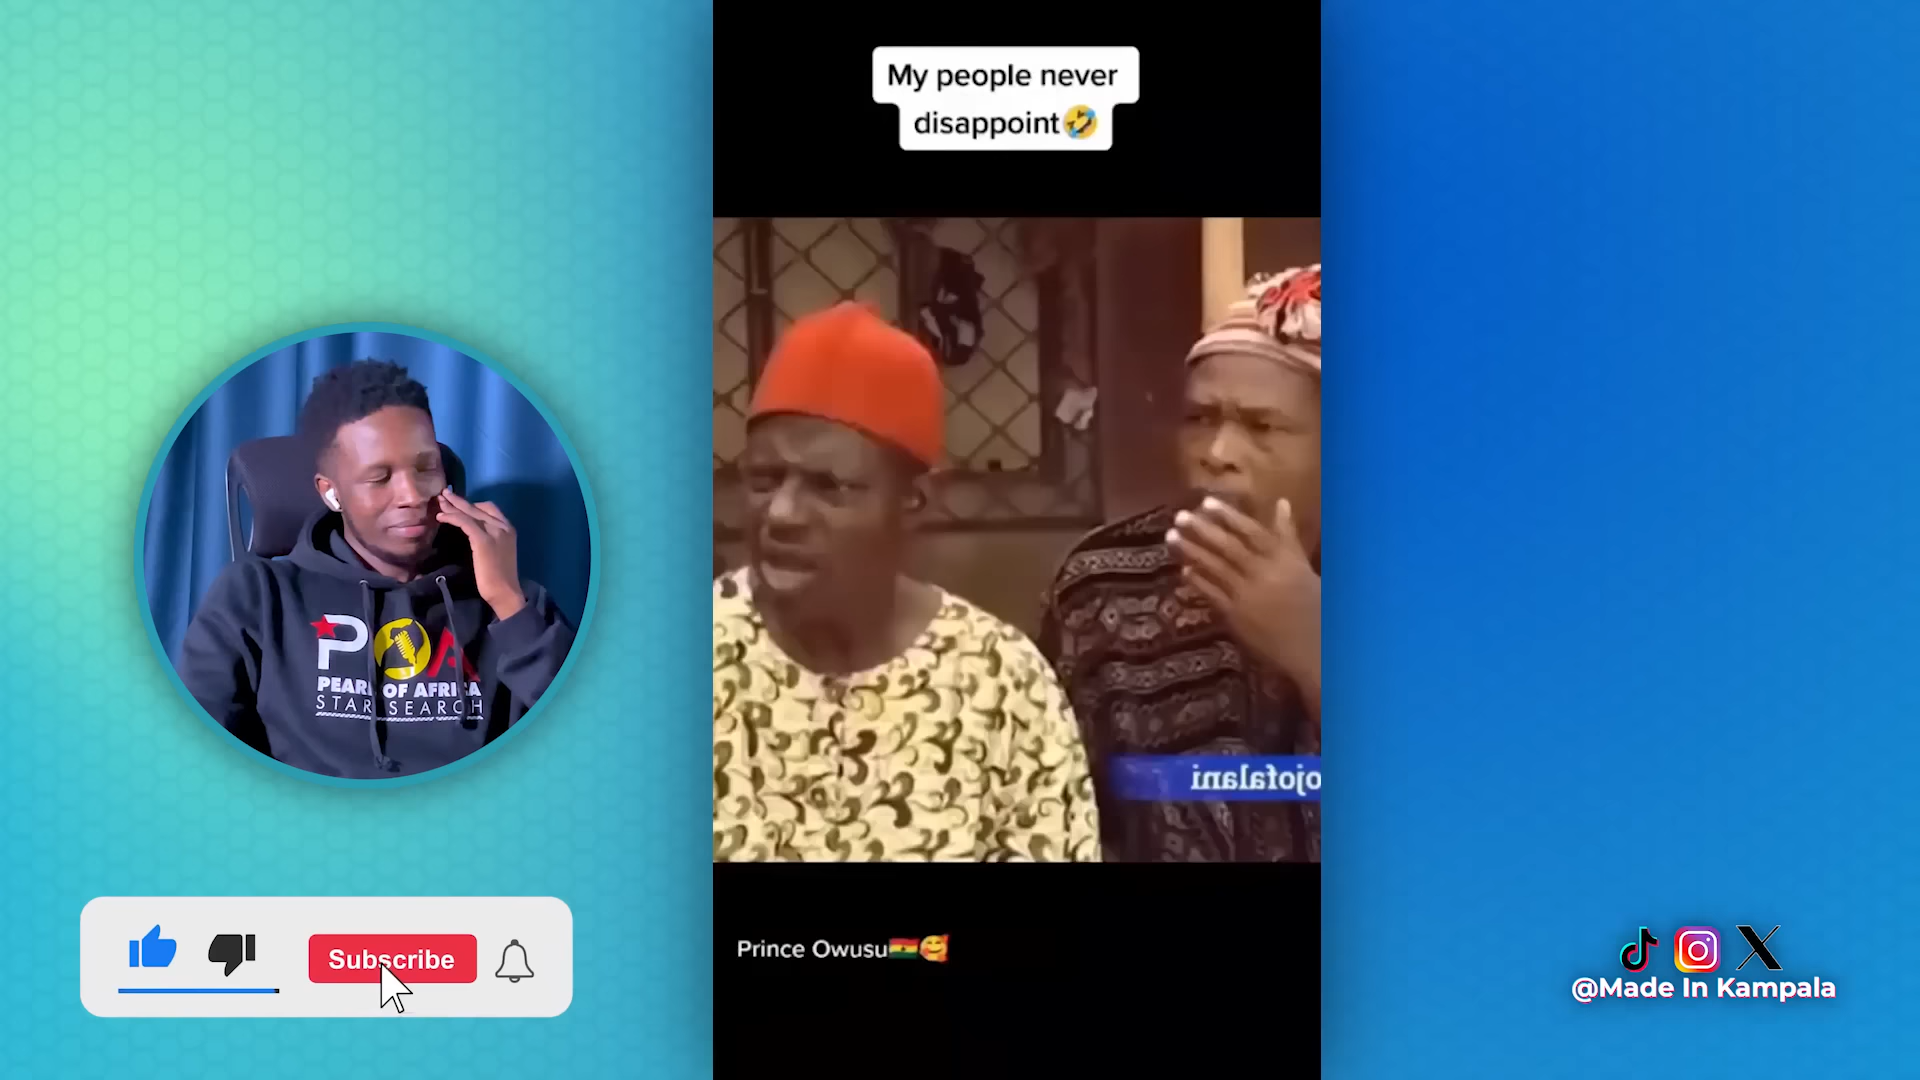 My people never
disappoint🤣
PEARL OF AFRICA
STAR SEARCH
ojofalani
Prince Owusu🇬🇭🥰
Subscribe
@Made In Kampala